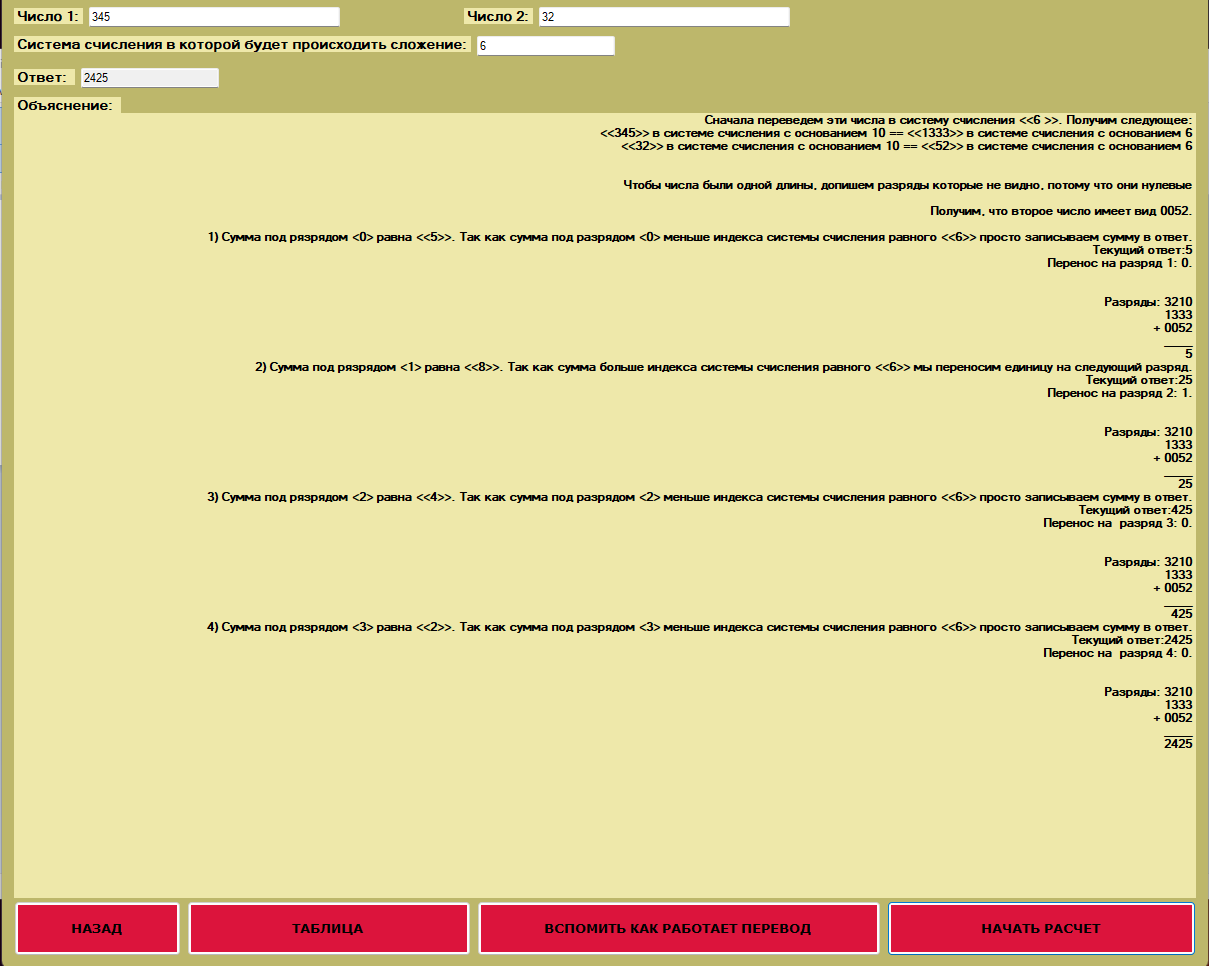 Число 1: 345 Число 2: 32
Система счисления в которой будет происходить сложение: 6
Ответ: 2425
Объяснение:
Сначала переведем эти числа в систему счисления <<6 >>. Получим следующее:
<<345>> в системе счисления с основанием 10 == <<1333>> в системе счисления с основанием 6
<<32>> в системе счисления с основанием 10 == <<52>> в системе счисления с основанием 6
Чтобы числа были одной длины, допишем разряды которые не видно, потому что они нулевые
Получим, что второе число имеет вид 0052.
1) Сумма под рязрядом <0> равна <<5>>. Так как сумма под разрядом <0> меньше индекса системы счисления равного <<6>> просто записываем сумму в ответ.
Текущий ответ:5
Перенос на разряд 1: 0.
Разряды: 3210
1333
+ 0052
____
5
2) Сумма под рязрядом <1> равна <<8>>. Так как сумма больше индекса системы счисления равного <<6>> мы переносим единицу на следующий разряд.
Текущий ответ:25
Перенос на разряд 2: 1.
Разряды: 3210
1333
+ 0052
____
25
3) Сумма под рязрядом <2> равна <<4>>. Так как сумма под разрядом <2> меньше индекса системы счисления равного <<6>> просто записываем сумму в ответ.
Текущий ответ:425
Перенос на  разряд 3: 0.
Разряды: 3210
1333
+ 0052
____
425
4) Сумма под рязрядом <3> равна <<2>>. Так как сумма под разрядом <3> меньше индекса системы счисления равного <<6>> просто записываем сумму в ответ.
Текущий ответ:2425
Перенос на  разряд 4: 0.
Разряды: 3210
1333
+ 0052
____
2425
НАЗАД ТАБЛИЦА ВСПОМИТЬ КАК РАБОТАЕТ ПЕРЕВОД НАЧАТЬ РАСЧЕТ